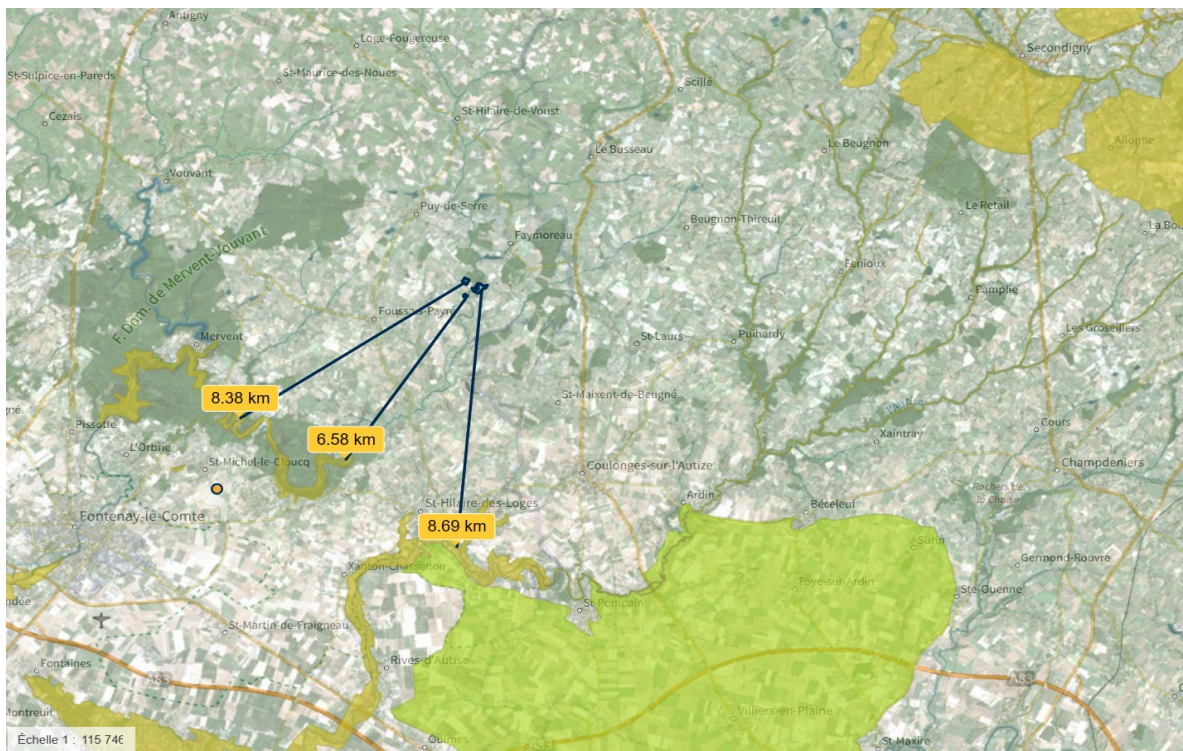 Antigny
Loge-Fougereuse
Secondigny
St-Sulpice-en-Pareds
St-Maurice-des-Noues
Scillé
Cezais
St-Hilaire-de-Voust
Allonne
Le Busseau
Le Beugnon
Vouvant
Puy-de-Serre
Le Retail
Beugnon-Thireuil
La Bo
Faymoreau
F. Dom. de Mervent-Vouvant
Fenioux
Pamplie
Foussais-Payré
Mervent
St-Laurs
Puihardy
Les Groseillers
8.38 km
St-Maixent-de-Beugné
L'Autise
Pissotte
6.58 km
Xaintray
Cours
L'Orbrie
St-Michel-le-Cloucq
Coulonges-sur-l'Autize
Champdeniers
Rochers de
la Chaise
St-Hilaire-des-Loges
Ardin
Béceleuf
Fontenay-le-Comte
8.69 km
Surin
Germond-Rouvre
Xanton-Chassenon
Faye-sur-Ardin
Ste-Ouenne
St-Pompain
St-Martin-de-Fraigneau
Rives-d'Autise
Fontaines
A83
A83
Montreuil
Villiers-en-Plaine
Échelle 1 : 115 746
Oulmes
A83
St-Maxire